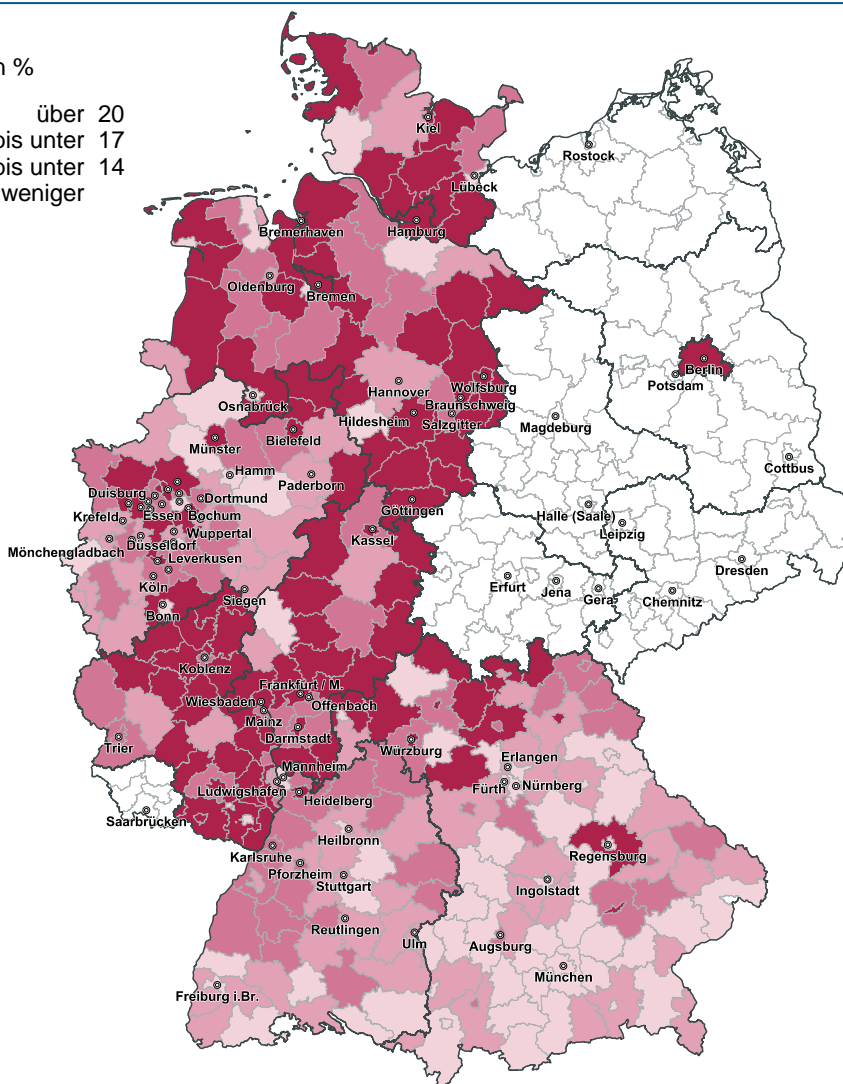 n %
über 20
bis unter 17
bis unter 14
weniger
Kiel
Rostock
Lübeck
Bremerhaven
Hamburg
Oldenburg
Bremen
Berlin
Potsdam
Hannover
Wolfsburg
Osnabrück
Braunschweig
Hildesheim
Salzgitter
Magdeburg
Bielefeld
Münster
Cottbus
Hamm
Paderborn
Duisburg
Dortmund
Göttingen
Halle (Saale)
Krefeld
Essen
Bochum
Leipzig
Kassel
Wuppertal
Mönchengladbach
Düsseldorf
Leverkusen
Dresden
Köln
Erfurt
Jena
Gera
Chemnitz
Siegen
Bonn
Koblenz
Frankfurt / M.
Wiesbaden
Offenbach
Mainz
Darmstadt
Trier
Würzburg
Erlangen
Mannheim
Ludwigshafen
Fürth
Nürnberg
Heidelberg
Saarbrücken
Heilbronn
Karlsruhe
Regensburg
Pforzheim
Stuttgart
Ingolstadt
Reutlingen
Ulm
Augsburg
München
Freiburg i.Br.